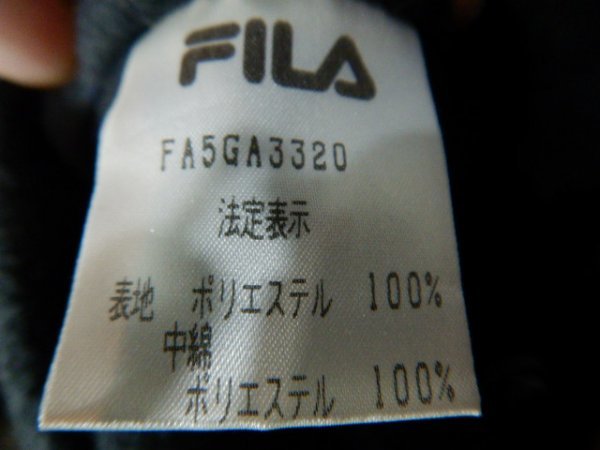 FILA
FA5GA3320
法定表示
表地 ポリエステル 100%
中綿
ポリエステル 100%